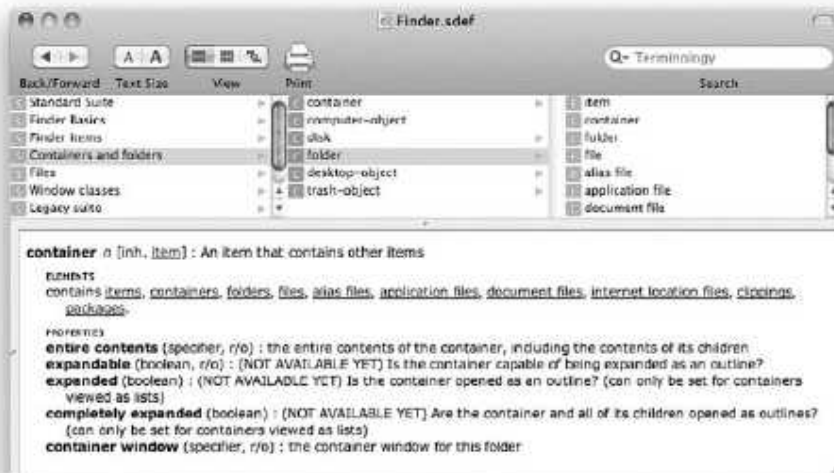 Finder.sdef
A A
Q- Terminology
Back/Forward Text Size View Print Search
Standard Suite
Finder Basics
Finder Items
Containers and folders
Files
Window classes
Legacy suite
container
computer-object
disk
folder
desktop-object
trash-object
item
container
folder
file
alias file
application file
document file
container n [inh. item] : An item that contains other items
ELEMENTS
contains items, containers, folders, files, alias files, application files, document files, internet location files, clippings,
packages.
PROPERTIES
entire contents (specifier, r/o) : the entire contents of the container, including the contents of its children
expandable (boolean, r/o) : (NOT AVAILABLE YET) Is the container capable of being expanded as an outline?
expanded (boolean) : (NOT AVAILABLE YET) Is the container opened as an outline? (can only be set for containers
viewed as lists)
completely expanded (boolean) : (NOT AVAILABLE YET) Are the container and all of its children opened as outlines?
(can only be set for containers viewed as lists)
container window (specifier, r/o) : the container window for this folder